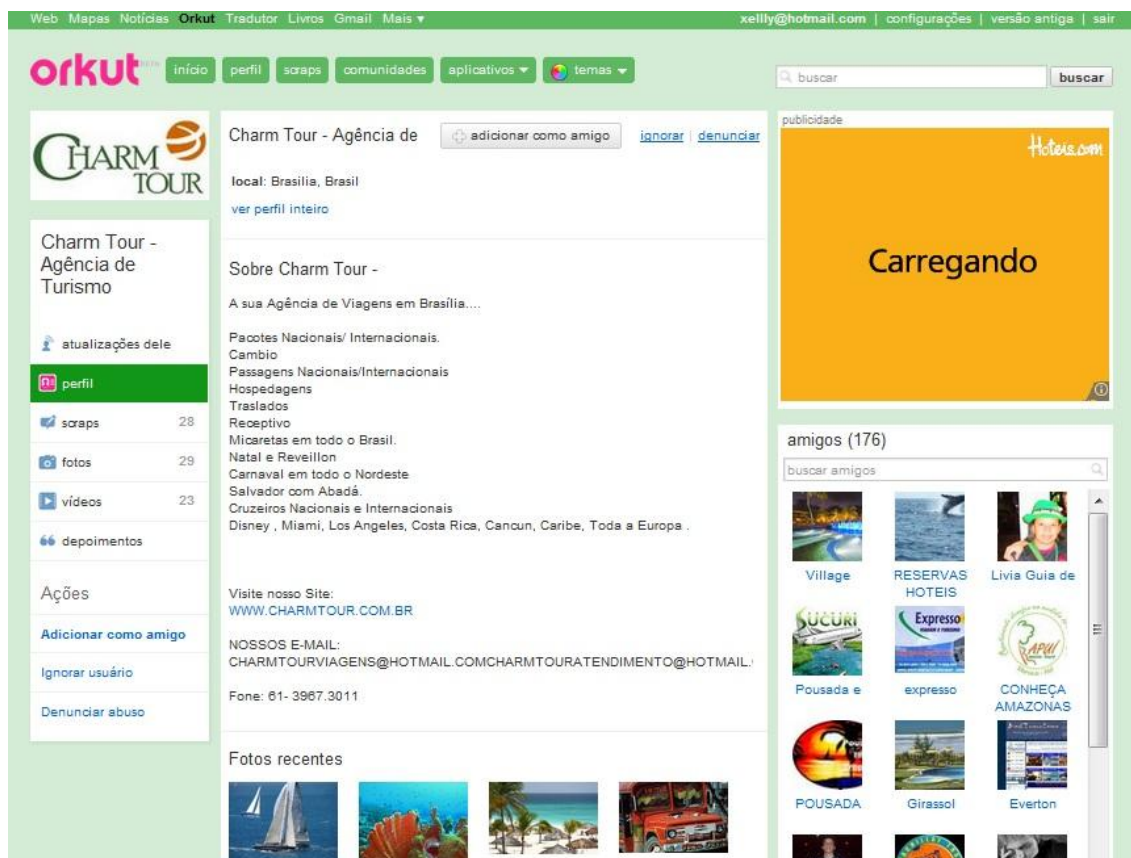 Web Mapas Notícias Orkut Tradutor Livros Gmail Mais ▾
xellly@hotmail.com | configurações | versão antiga | sair
orkut BETA
início perfil scraps comunidades aplicativos ▾ temas ▾
buscar buscar
CHARM
TOUR
Charm Tour -
Agência de
Turismo
atualizações dele
perfil
scraps 28
fotos 29
vídeos 23
depoimentos
Ações
Adicionar como amigo
Ignorar usuário
Denunciar abuso
Charm Tour - Agência de adicionar como amigo ignorar | denunciar
local: Brasilia, Brasil
ver perfil inteiro
Sobre Charm Tour -
A sua Agência de Viagens em Brasília....
Pacotes Nacionais/ Internacionais.
Cambio
Passagens Nacionais/Internacionais
Hospedagens
Traslados
Receptivo
Micaretas em todo o Brasil.
Natal e Reveillon
Carnaval em todo o Nordeste
Salvador com Abadá.
Cruzeiros Nacionais e Internacionais
Disney , Miami, Los Angeles, Costa Rica, Cancun, Caribe, Toda a Europa .
Visite nosso Site:
WWW.CHARMTOUR.COM.BR
NOSSOS E-MAIL:
CHARMTOURVIAGENS@HOTMAIL.COMCHARMTOURATENDIMENTO@HOTMAIL.
Fone: 61- 3967.3011
Fotos recentes
publicidade
Hoteis.com
Carregando
amigos (176)
buscar amigos
Village
RESERVAS
HOTEIS
Livia Guia de
SUCURI
Expresso
APUÍ
Pousada e
expresso
CONHEÇA
AMAZONAS
POUSADA
Girassol
Everton